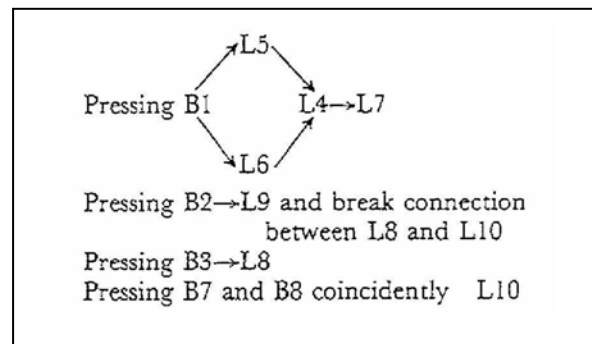 L5
Pressing B1 L4→L7
L6
Pressing B2→L9 and break connection
between L8 and L10
Pressing B3→L8
Pressing B7 and B8 coincidently L10